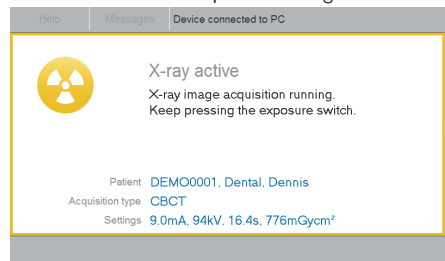 Help Messages Device connected to PC
X-ray active
X-ray image acquisition running.
Keep pressing the exposure switch.
Patient DEMO0001, Dental, Dennis
Acquisition type CBCT
Settings 9.0mA, 94kV, 16.4s, 776mGycm²